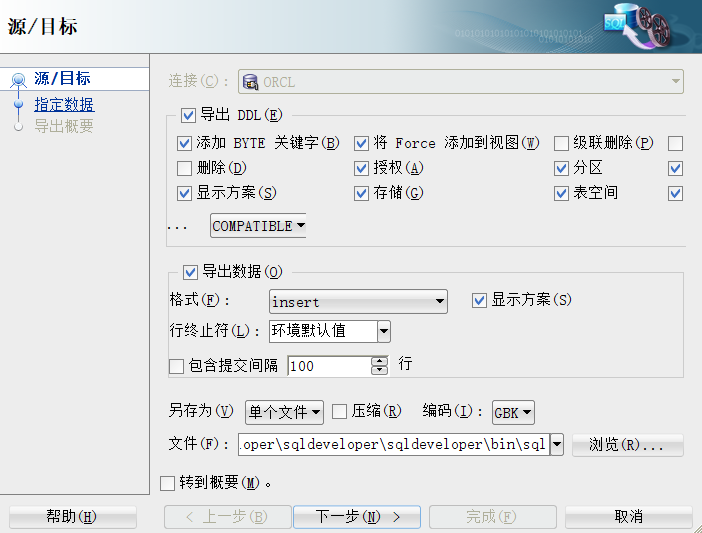 源/目标
SQL
源/目标
指定数据
导出概要
连接(C): ORCL
导出 DDL(E)
添加 BYTE 关键字(B) 将 Force 添加到视图(W) 级联删除(P)
删除(D) 授权(A) 分区
显示方案(S) 存储(G) 表空间
... COMPATIBLE
导出数据(O)
格式(F): insert 显示方案(S)
行终止符(L): 环境默认值
包含提交间隔 100 行
另存为(V) 单个文件 压缩(R) 编码(I): GBK
文件(F): .oper\sqldeveloper\sqldeveloper\bin\sql 浏览(R)...
转到概要(M)。
帮助(H) < 上一步(B) 下一步(N) > 完成(F) 取消